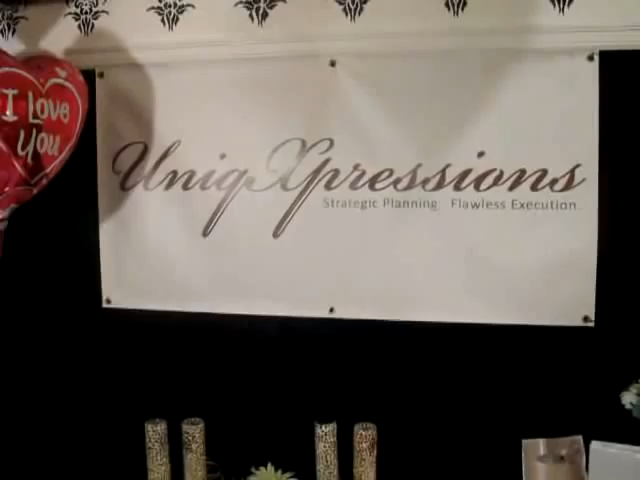 I Love
You
UniqXpressions
Strategic Planning Flawless Execution